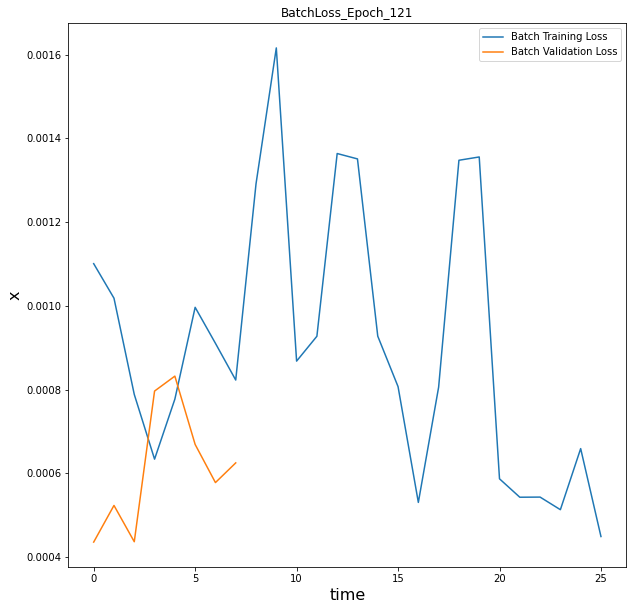 BatchLoss_Epoch_121
Batch Training Loss
Batch Validation Loss
0.0016
0.0014
0.0012
0.0010
0.0008
0.0006
0.0004
x
0 5 10 15 20 25
time